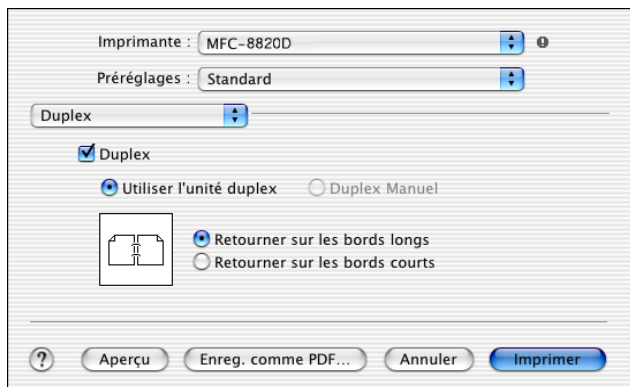 Imprimante : MFC-8820D
Préréglages : Standard
Duplex
Duplex
Utiliser l'unité duplex Duplex Manuel
Retourner sur les bords longs
Retourner sur les bords courts
? Aperçu Enreg. comme PDF... Annuler Imprimer